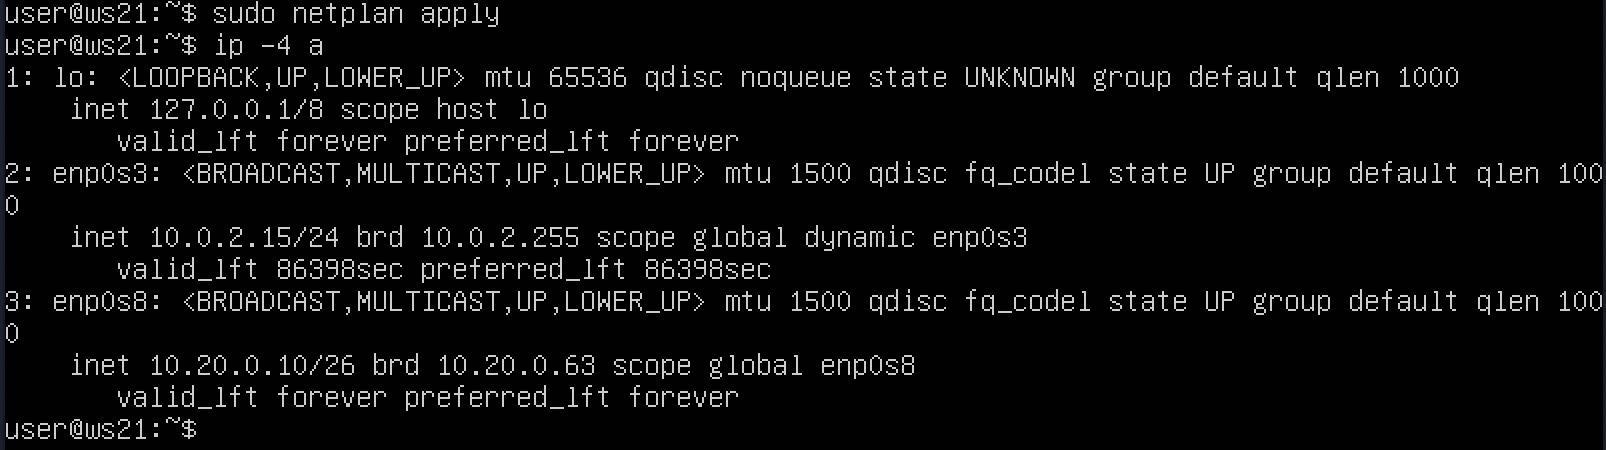 user@ws21:~$ sudo netplan apply
user@ws21:~$ ip -4 a
1: lo: <LOOPBACK,UP,LOWER_UP> mtu 65536 qdisc noqueue state UNKNOWN group default qlen 1000
    inet 127.0.0.1/8 scope host lo
       valid_lft forever preferred_lft forever
2: enp0s3: <BROADCAST,MULTICAST,UP,LOWER_UP> mtu 1500 qdisc fq_codel state UP group default qlen 100
0
    inet 10.0.2.15/24 brd 10.0.2.255 scope global dynamic enp0s3
       valid_lft 86398sec preferred_lft 86398sec
3: enp0s8: <BROADCAST,MULTICAST,UP,LOWER_UP> mtu 1500 qdisc fq_codel state UP group default qlen 100
0
    inet 10.20.0.10/26 brd 10.20.0.63 scope global enp0s8
       valid_lft forever preferred_lft forever
user@ws21:~$